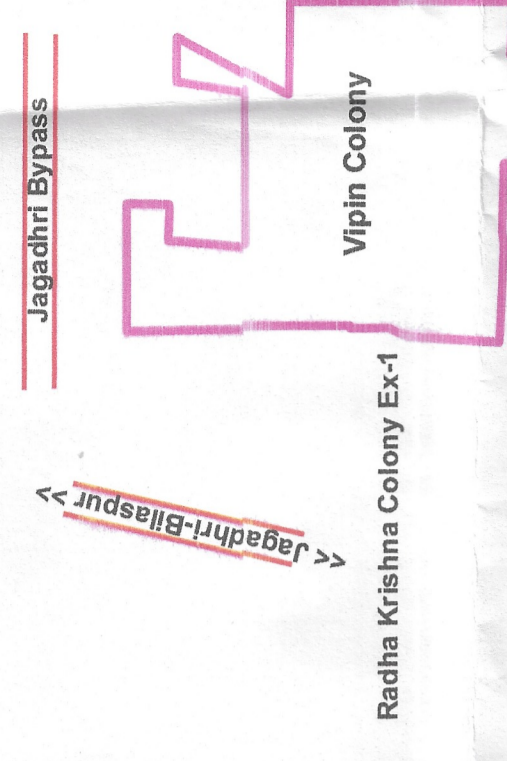 Jagadhri Bypass
Vipin Colony
<< Jagadhri-Bilaspur >>
Radha Krishna Colony Ex-1